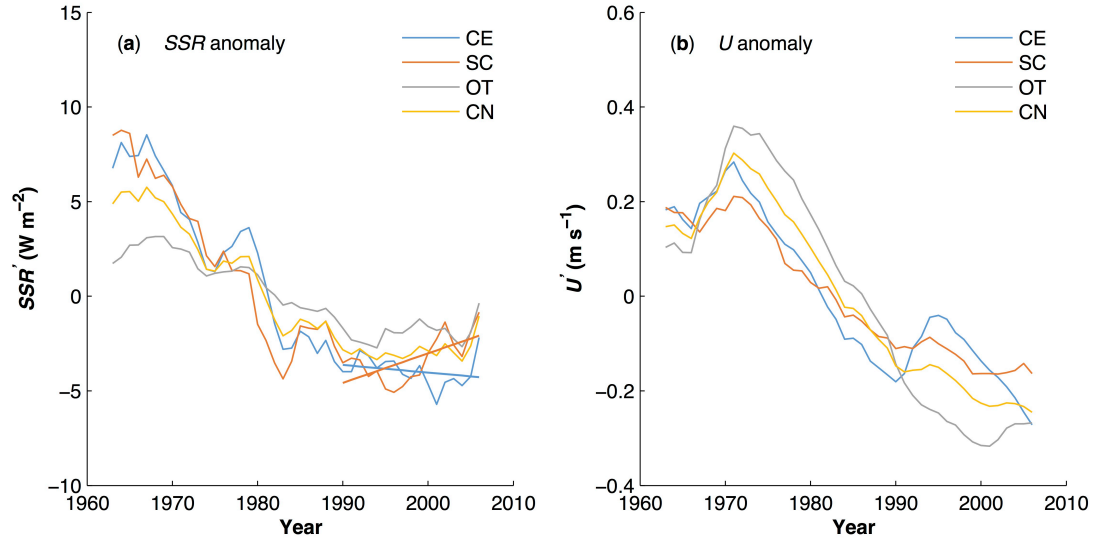 (a) SSR anomaly
CE
SC
OT
CN
15
10
5
0
−5
−10
SSR′ (W m−2)
1960 1970 1980 1990 2000 2010
Year
(b) U anomaly
CE
SC
OT
CN
0.6
0.4
0.2
0
−0.2
−0.4
U′ (m s−1)
1960 1970 1980 1990 2000 2010
Year